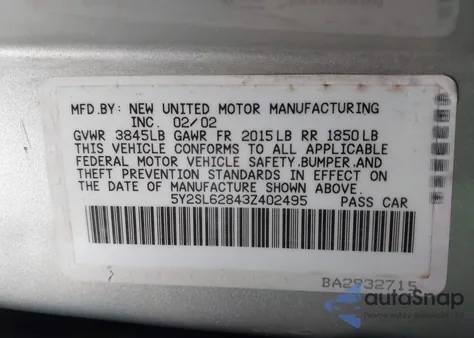 MFD.BY: NEW UNITED MOTOR MANUFACTURING
INC. 02/02
GVWR 3845LB GAWR FR 2015LB RR 1850LB
THIS VEHICLE CONFORMS TO ALL APPLICABLE
FEDERAL MOTOR VEHICLE SAFETY.BUMPER.AND
THEFT PREVENTION STANDARDS IN EFFECT ON
THE DATE OF MANUFACTURE SHOWN ABOVE.
5Y2SL62843Z402495 PASS CAR
BA2932715
autoSnap